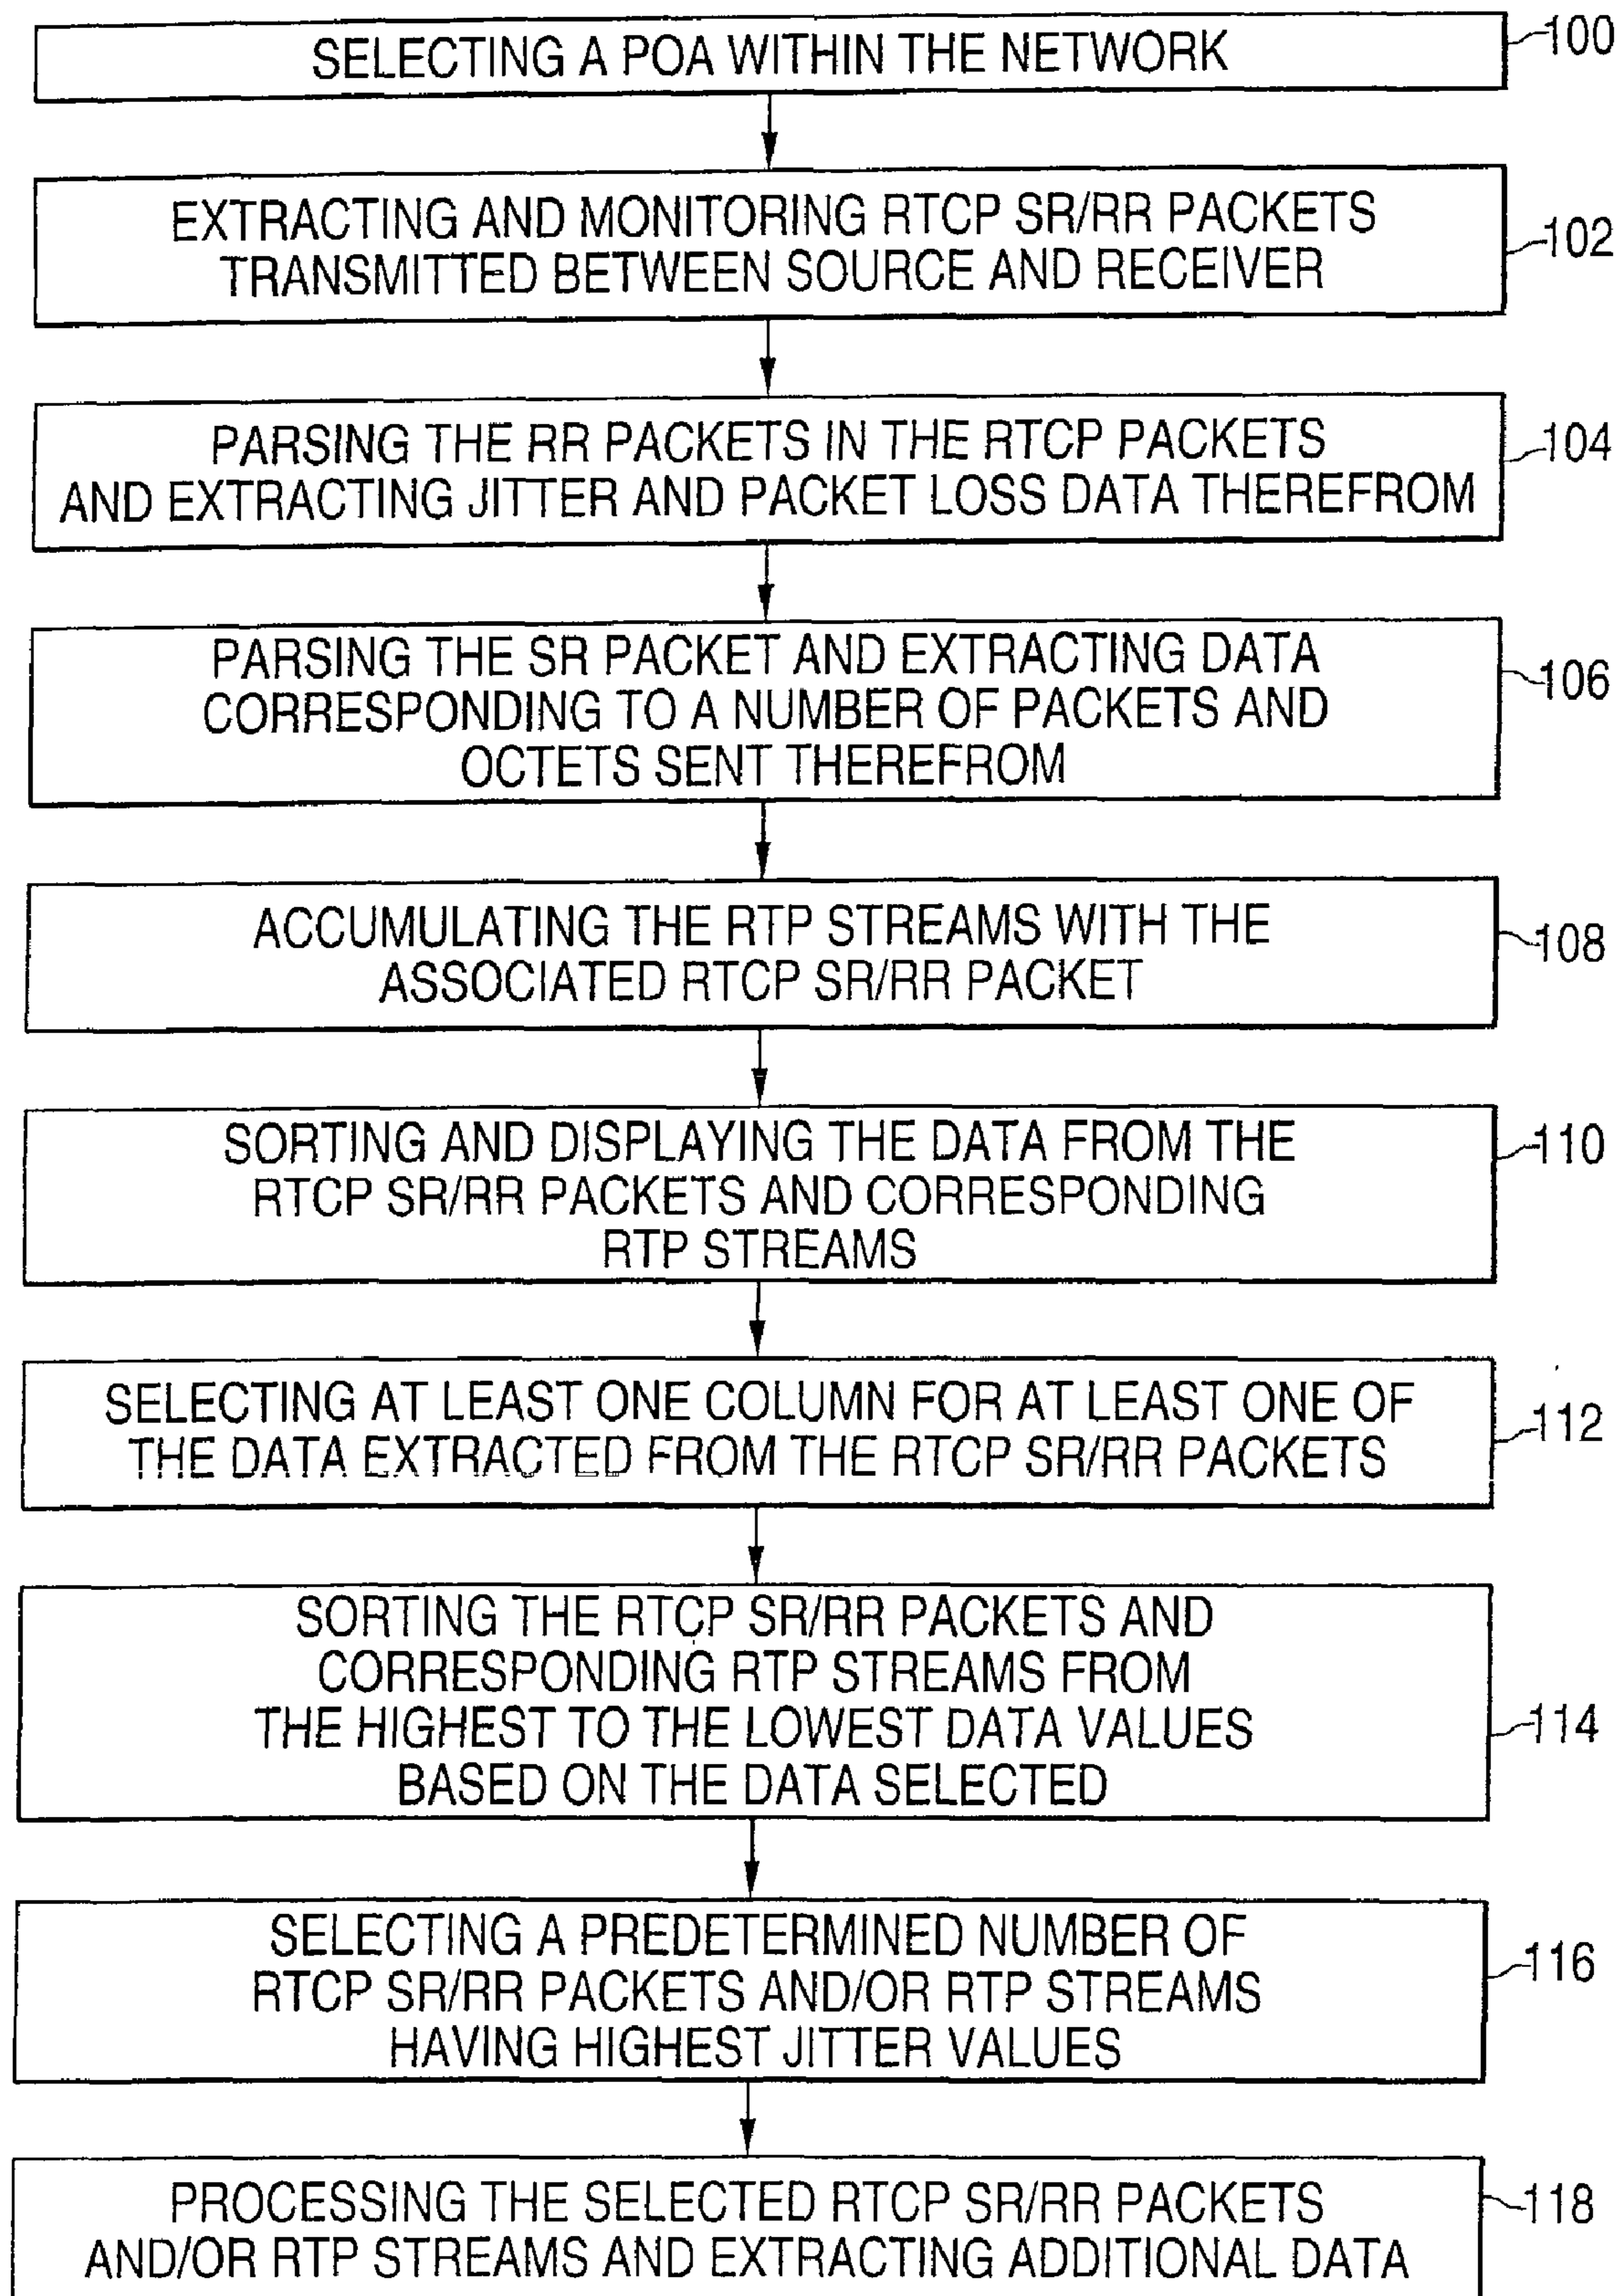 SELECTING A POA WITHIN THE NETWORK
100
EXTRACTING AND MONITORING RTCP SR/RR PACKETS
TRANSMITTED BETWEEN SOURCE AND RECEIVER
102
PARSING THE RR PACKETS IN THE RTCP PACKETS
AND EXTRACTING JITTER AND PACKET LOSS DATA THEREFROM
104
PARSING THE SR PACKET AND EXTRACTING DATA
CORRESPONDING TO A NUMBER OF PACKETS AND
OCTETS SENT THEREFROM
106
ACCUMULATING THE RTP STREAMS WITH THE
ASSOCIATED RTCP SR/RR PACKET
108
SORTING AND DISPLAYING THE DATA FROM THE
RTCP SR/RR PACKETS AND CORRESPONDING
RTP STREAMS
110
SELECTING AT LEAST ONE COLUMN FOR AT LEAST ONE OF
THE DATA EXTRACTED FROM THE RTCP SR/RR PACKETS
112
SORTING THE RTCP SR/RR PACKETS AND
CORRESPONDING RTP STREAMS FROM
THE HIGHEST TO THE LOWEST DATA VALUES
BASED ON THE DATA SELECTED
114
SELECTING A PREDETERMINED NUMBER OF
RTCP SR/RR PACKETS AND/OR RTP STREAMS
HAVING HIGHEST JITTER VALUES
116
PROCESSING THE SELECTED RTCP SR/RR PACKETS
AND/OR RTP STREAMS AND EXTRACTING ADDITIONAL DATA
118